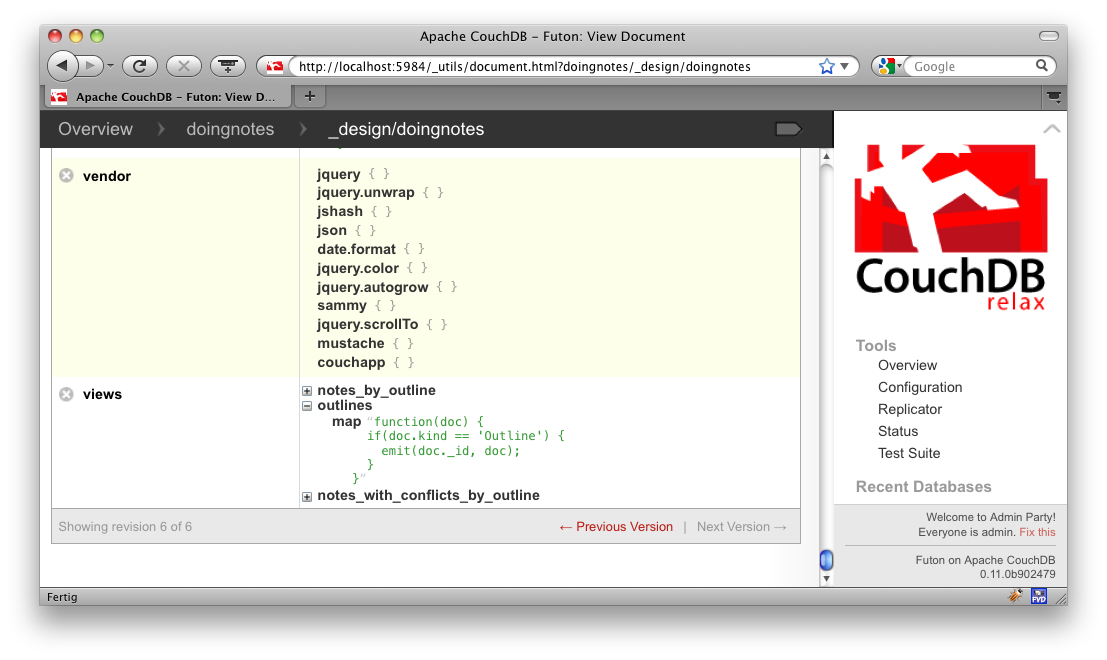 Apache CouchDB – Futon: View Document
http://localhost:5984/_utils/document.html?doingnotes/_design/doingnotes
Google
Apache CouchDB – Futon: View D...
Overview
doingnotes
_design/doingnotes
vendor
jquery { }
jquery.unwrap { }
jshash { }
json { }
date.format { }
jquery.color { }
jquery.autogrow { }
sammy { }
jquery.scrollTo { }
mustache { }
couchapp { }
views
notes_by_outline
outlines
map “function(doc) {
if(doc.kind == 'Outline') {
emit(doc._id, doc);
}
}”
notes_with_conflicts_by_outline
Showing revision 6 of 6
← Previous Version | Next Version →
CouchDB
relax
Tools
Overview
Configuration
Replicator
Status
Test Suite
Recent Databases
Welcome to Admin Party!
Everyone is admin. Fix this
Futon on Apache CouchDB
0.11.0b902479
Fertig
FVD